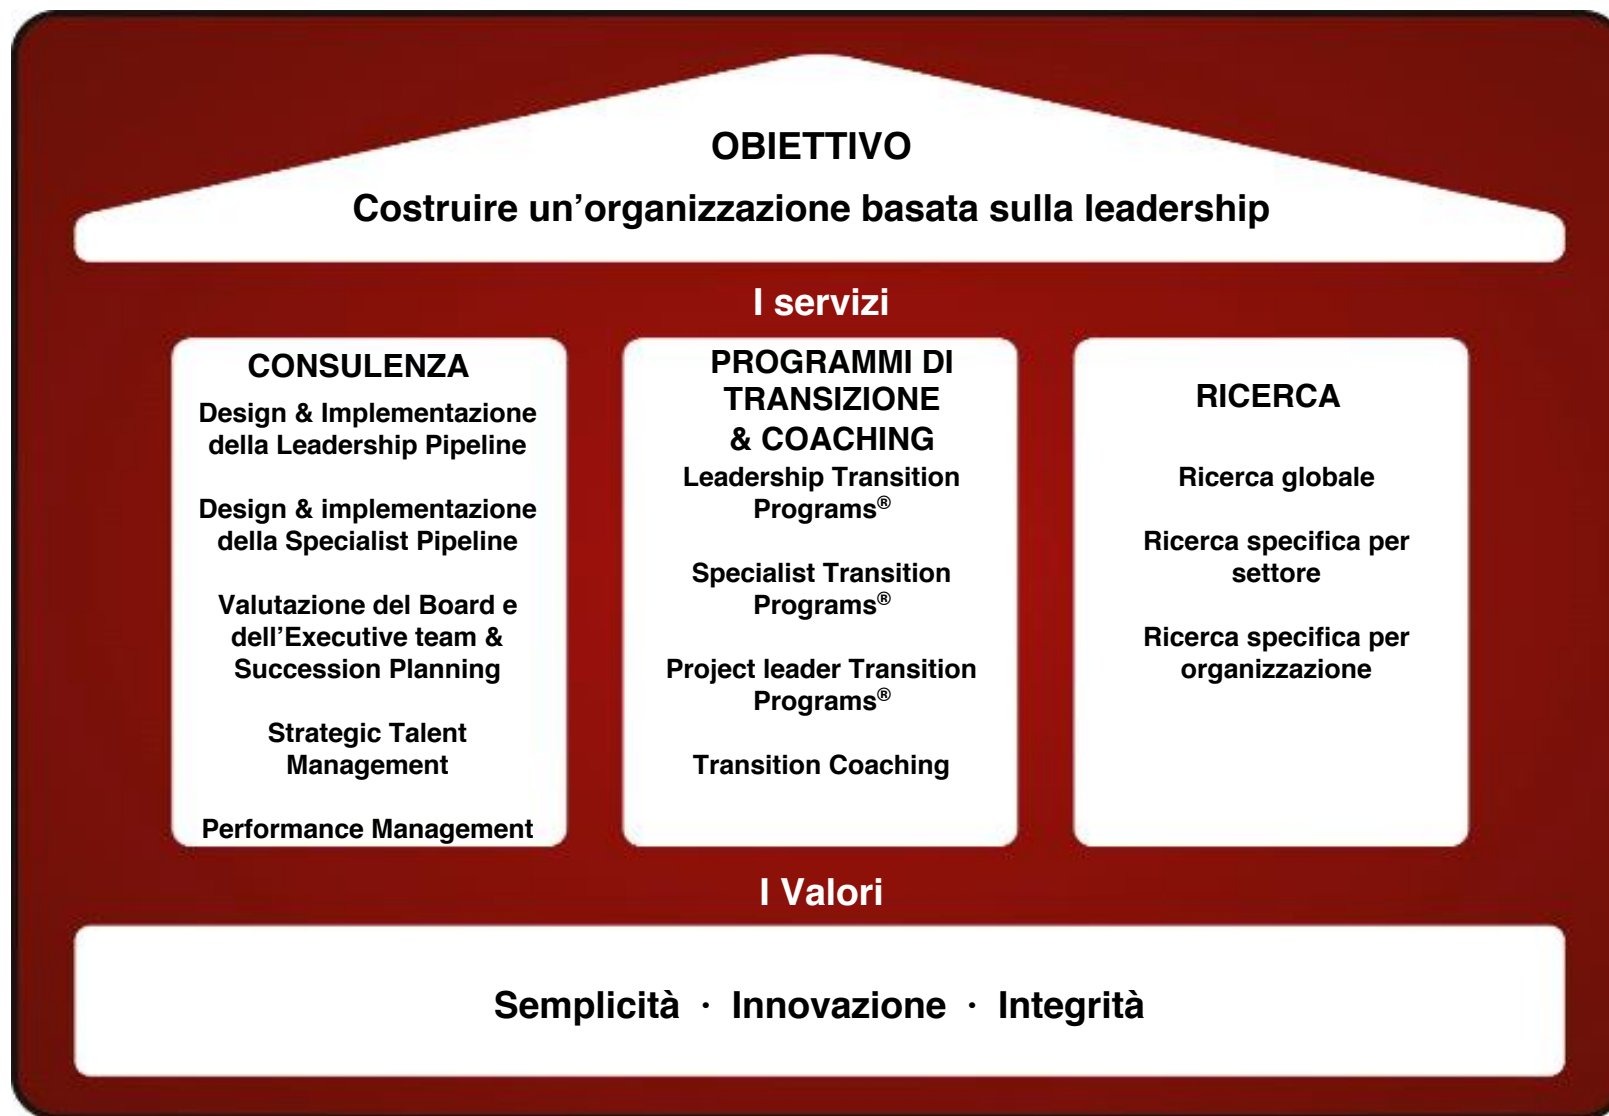 OBIETTIVO
Costruire un’organizzazione basata sulla leadership
I servizi
CONSULENZA
Design & Implementazione
della Leadership Pipeline
Design & implementazione
della Specialist Pipeline
Valutazione del Board e
dell’Executive team &
Succession Planning
Strategic Talent
Management
Performance Management
PROGRAMMI DI
TRANSIZIONE
& COACHING
Leadership Transition
Programs®
Specialist Transition
Programs®
Project leader Transition
Programs®
Transition Coaching
RICERCA
Ricerca globale
Ricerca specifica per
settore
Ricerca specifica per
organizzazione
I Valori
Semplicità · Innovazione · Integrità